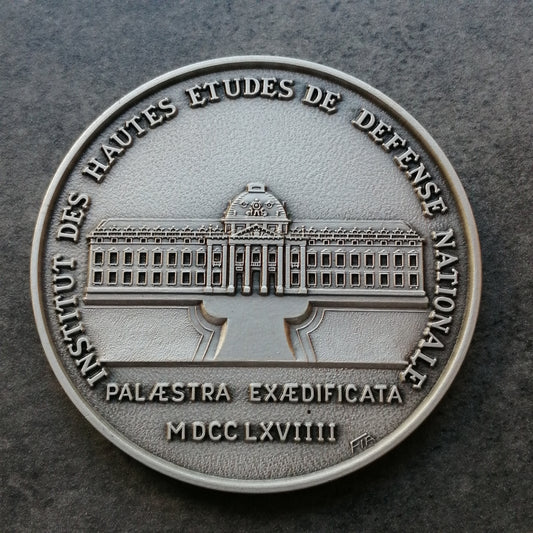 INSTITUT DES HAUTES ETUDES DE DEFENSE NATIONALE
PALÆSTRA EXÆDIFICATA
MDCCLXVIIII